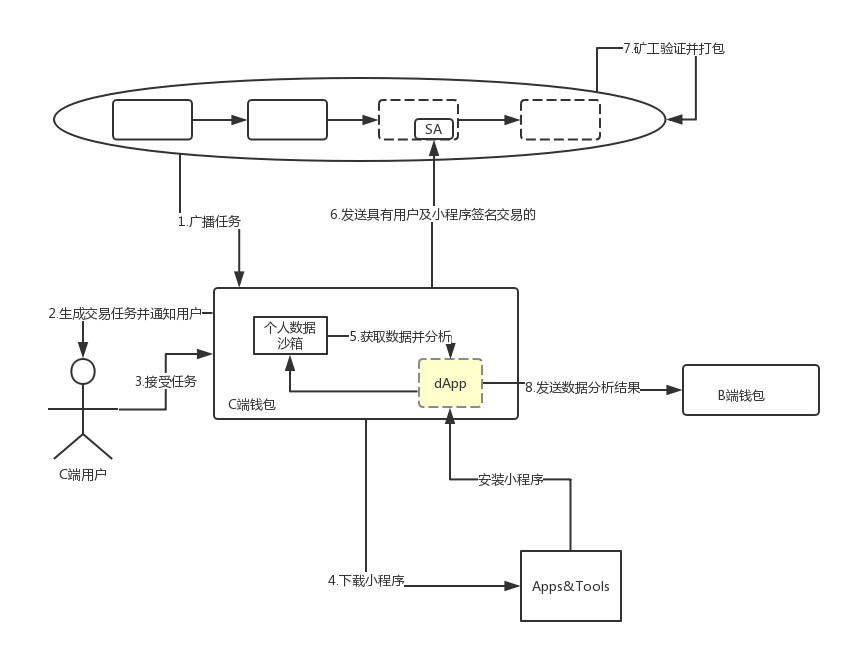 7.矿工验证并打包
SA
6.发送具有用户及小程序签名交易的
1.广播任务
2.生成交易任务并通知用户
个人数据
沙箱
5.获取数据并分析
3.接受任务
dApp
8.发送数据分析结果
B端钱包
C端钱包
C端用户
安装小程序
4.下载小程序
Apps&Tools